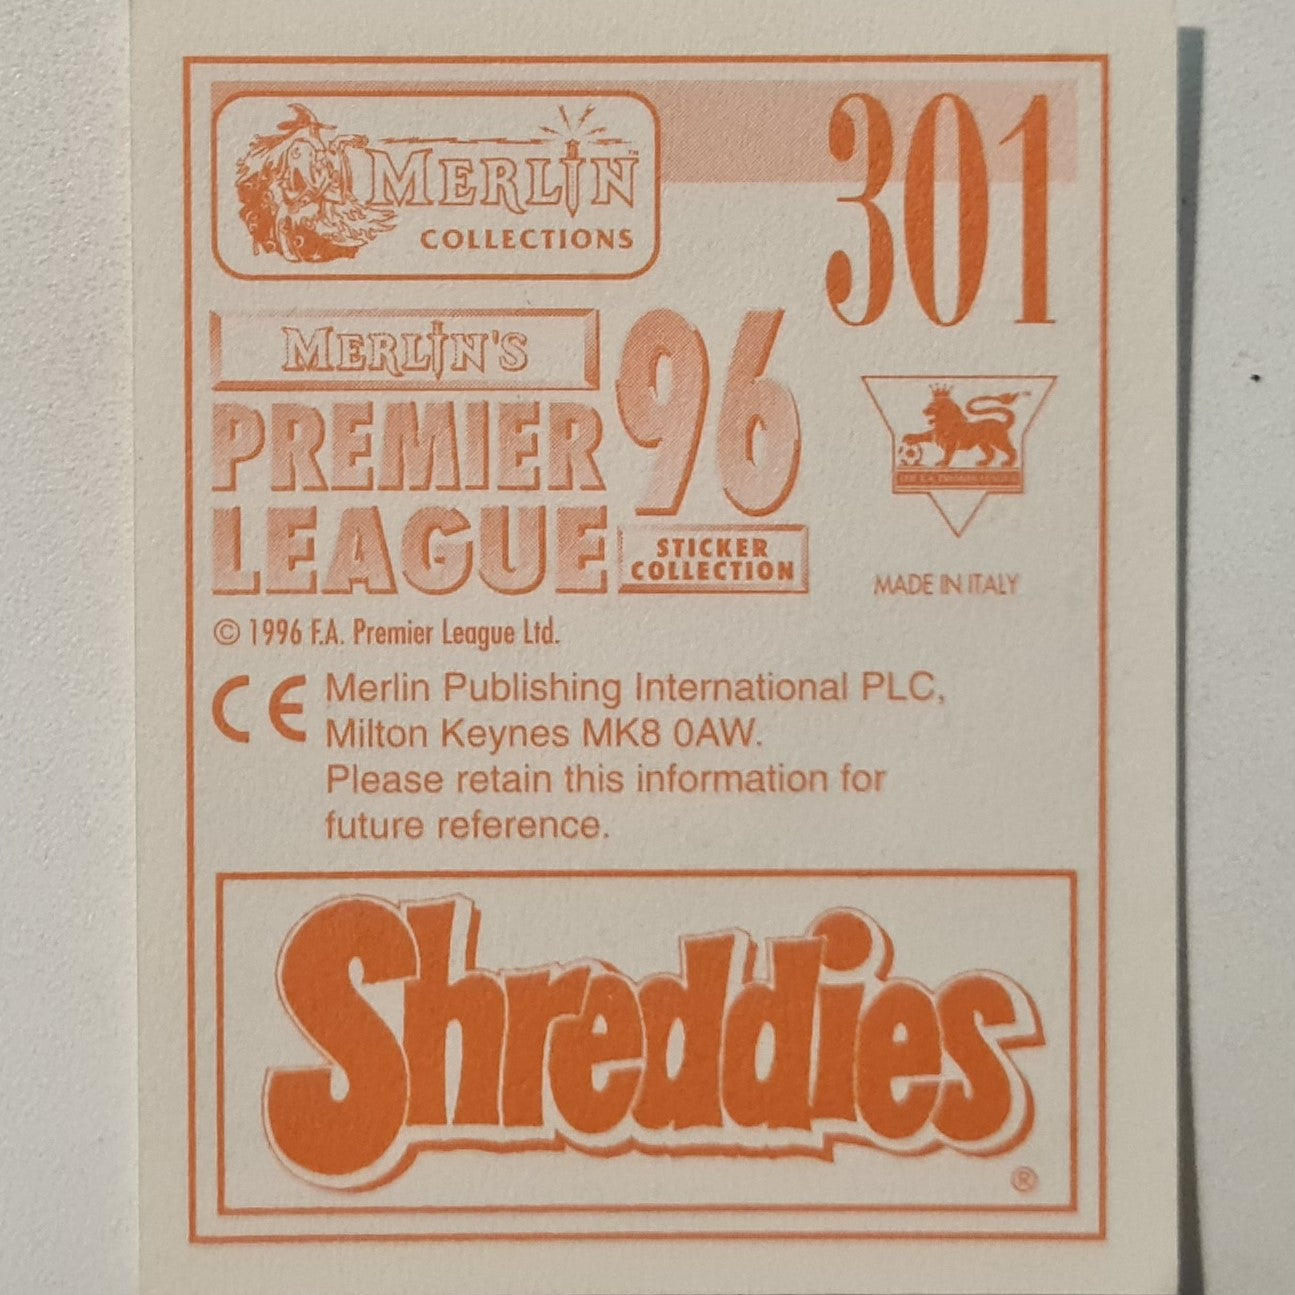 MERLIN™
COLLECTIONS
301
MERLIN'S
PREMIER
LEAGUE
96
STICKER
COLLECTION
MADE IN ITALY
© 1996 F.A. Premier League Ltd.
CE
Merlin Publishing International PLC,
Milton Keynes MK8 0AW.
Please retain this information for
future reference.
Shreddies
®